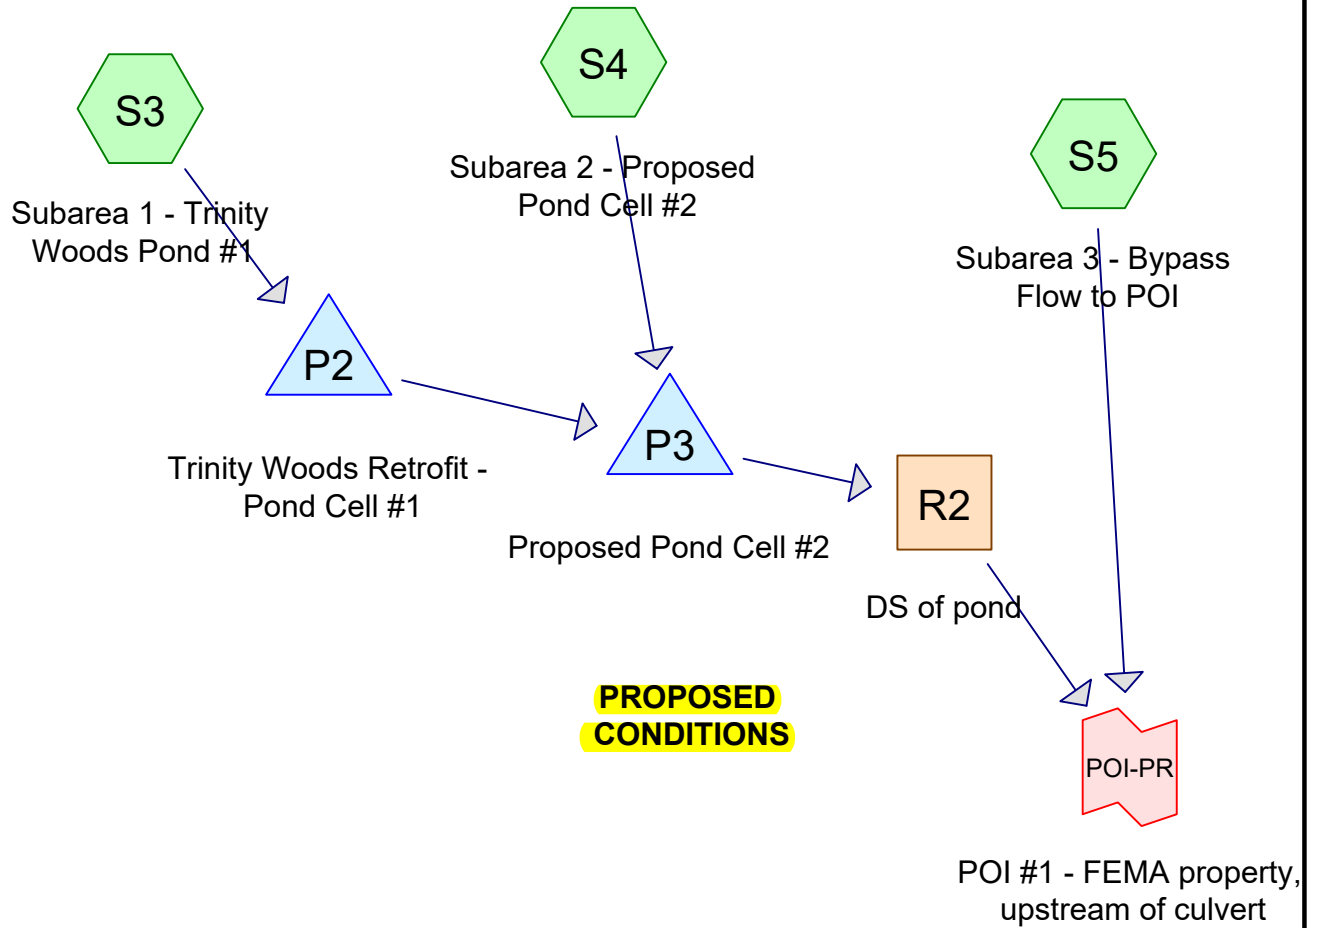 S3
Subarea 1 - Trinity
Woods Pond #1
S4
Subarea 2 - Proposed
Pond Cell #2
S5
Subarea 3 - Bypass
Flow to POI
P2
Trinity Woods Retrofit -
Pond Cell #1
P3
Proposed Pond Cell #2
R2
DS of pond
PROPOSED
CONDITIONS
POI-PR
POI #1 - FEMA property,
upstream of culvert